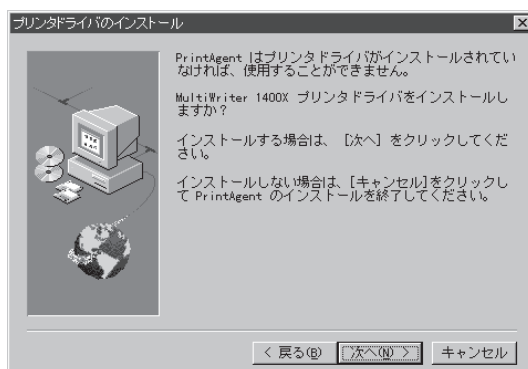 プリンタドライバのインストール
PrintAgent はプリンタドライバがインストールされてい
なければ、使用することができません。
MultiWriter 1400X プリンタドライバをインストールし
ますか?
インストールする場合は、[次へ] をクリックしてくだ
さい。
インストールしない場合は、[キャンセル]をクリックし
て PrintAgent のインストールを終了してください。
< 戻る(B)
次へ(N) >
キャンセル